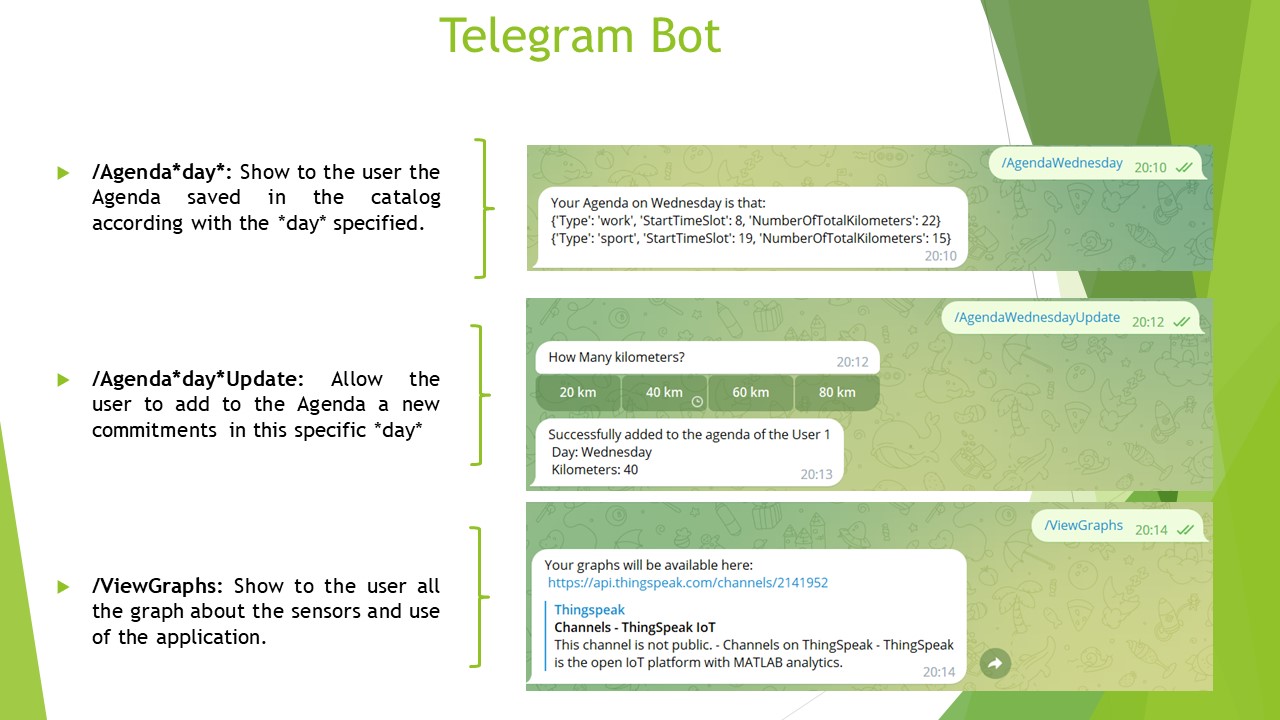 Telegram Bot
/Agenda*day*: Show to the user the
Agenda saved in the catalog
according with the *day* specified.
/AgendaWednesday 20:10
Your Agenda on Wednesday is that:
{'Type': 'work', 'StartTimeSlot': 8, 'NumberOfTotalKilometers': 22}
{'Type': 'sport', 'StartTimeSlot': 19, 'NumberOfTotalKilometers': 15}
20:10
/Agenda*day*Update: Allow the
user to add to the Agenda a new
commitments in this specific *day*
/AgendaWednesdayUpdate 20:12
How Many kilometers? 20:12
20 km 40 km 60 km 80 km
Successfully added to the agenda of the User 1
Day: Wednesday
Kilometers: 40
20:13
/ViewGraphs: Show to the user all
the graph about the sensors and use
of the application.
/ViewGraphs 20:14
Your graphs will be available here:
https://api.thingspeak.com/channels/2141952
Thingspeak
Channels - ThingSpeak IoT
This channel is not public. - Channels on ThingSpeak - ThingSpeak
is the open IoT platform with MATLAB analytics.
20:14